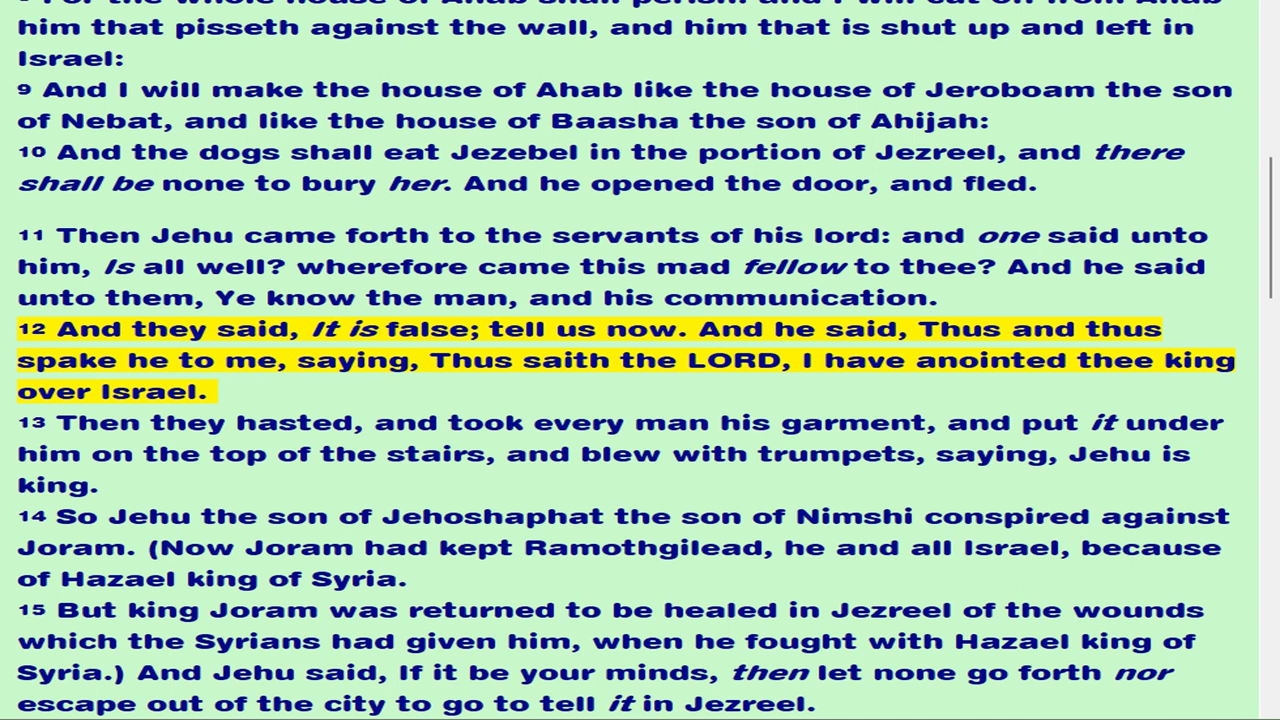 him that pisseth against the wall, and him that is shut up and left in
Israel:
9 And I will make the house of Ahab like the house of Jeroboam the son
of Nebat, and like the house of Baasha the son of Ahijah:
10 And the dogs shall eat Jezebel in the portion of Jezreel, and there
shall be none to bury her. And he opened the door, and fled.
11 Then Jehu came forth to the servants of his lord: and one said unto
him, Is all well? wherefore came this mad fellow to thee? And he said
unto them, Ye know the man, and his communication.
12 And they said, It is false; tell us now. And he said, Thus and thus
spake he to me, saying, Thus saith the LORD, I have anointed thee king
over Israel.
13 Then they hasted, and took every man his garment, and put it under
him on the top of the stairs, and blew with trumpets, saying, Jehu is
king.
14 So Jehu the son of Jehoshaphat the son of Nimshi conspired against
Joram. (Now Joram had kept Ramothgilead, he and all Israel, because
of Hazael king of Syria.
15 But king Joram was returned to be healed in Jezreel of the wounds
which the Syrians had given him, when he fought with Hazael king of
Syria.) And Jehu said, If it be your minds, then let none go forth nor
escape out of the city to go to tell it in Jezreel.